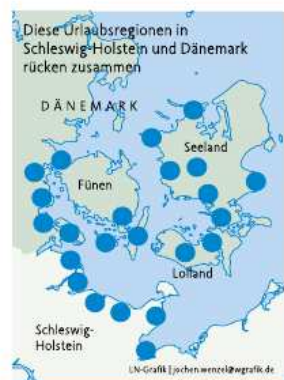 Diese Urlaubsregionen in
Schleswig-Holstein und Dänemark
rücken zusammen
DÄNEMARK
Seeland
Fünen
Lolland
Schleswig-
Holstein
LN-Grafik | jochen.wenzel@wgrafik.de